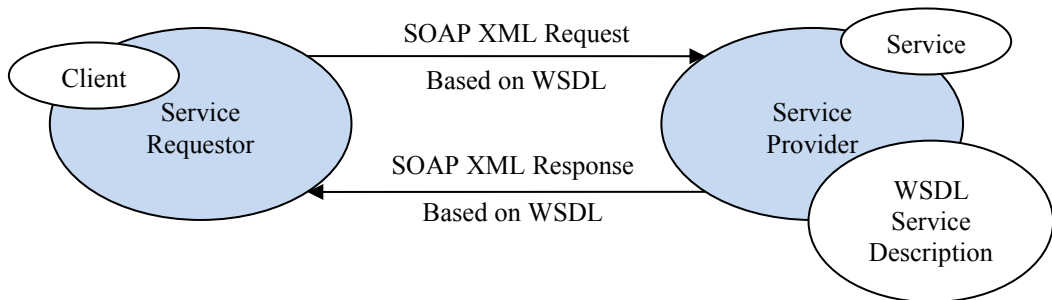 Client
Service
Requestor
SOAP XML Request
Based on WSDL
SOAP XML Response
Based on WSDL
Service
Service
Provider
WSDL
Service
Description